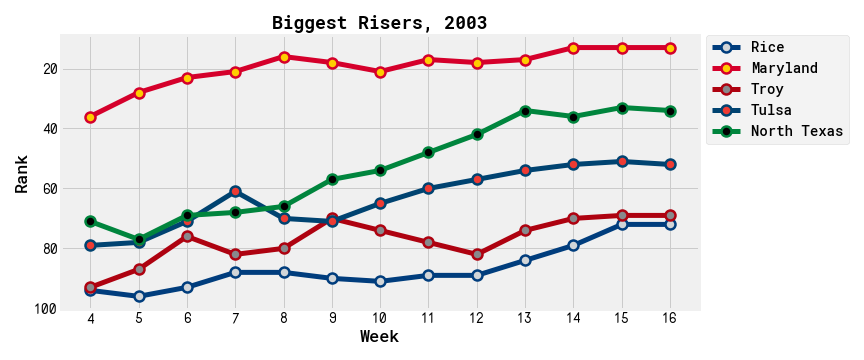 Biggest Risers, 2003
Rice
Maryland
Troy
Tulsa
North Texas
Rank
20
40
60
80
100
4 5 6 7 8 9 10 11 12 13 14 15 16
Week